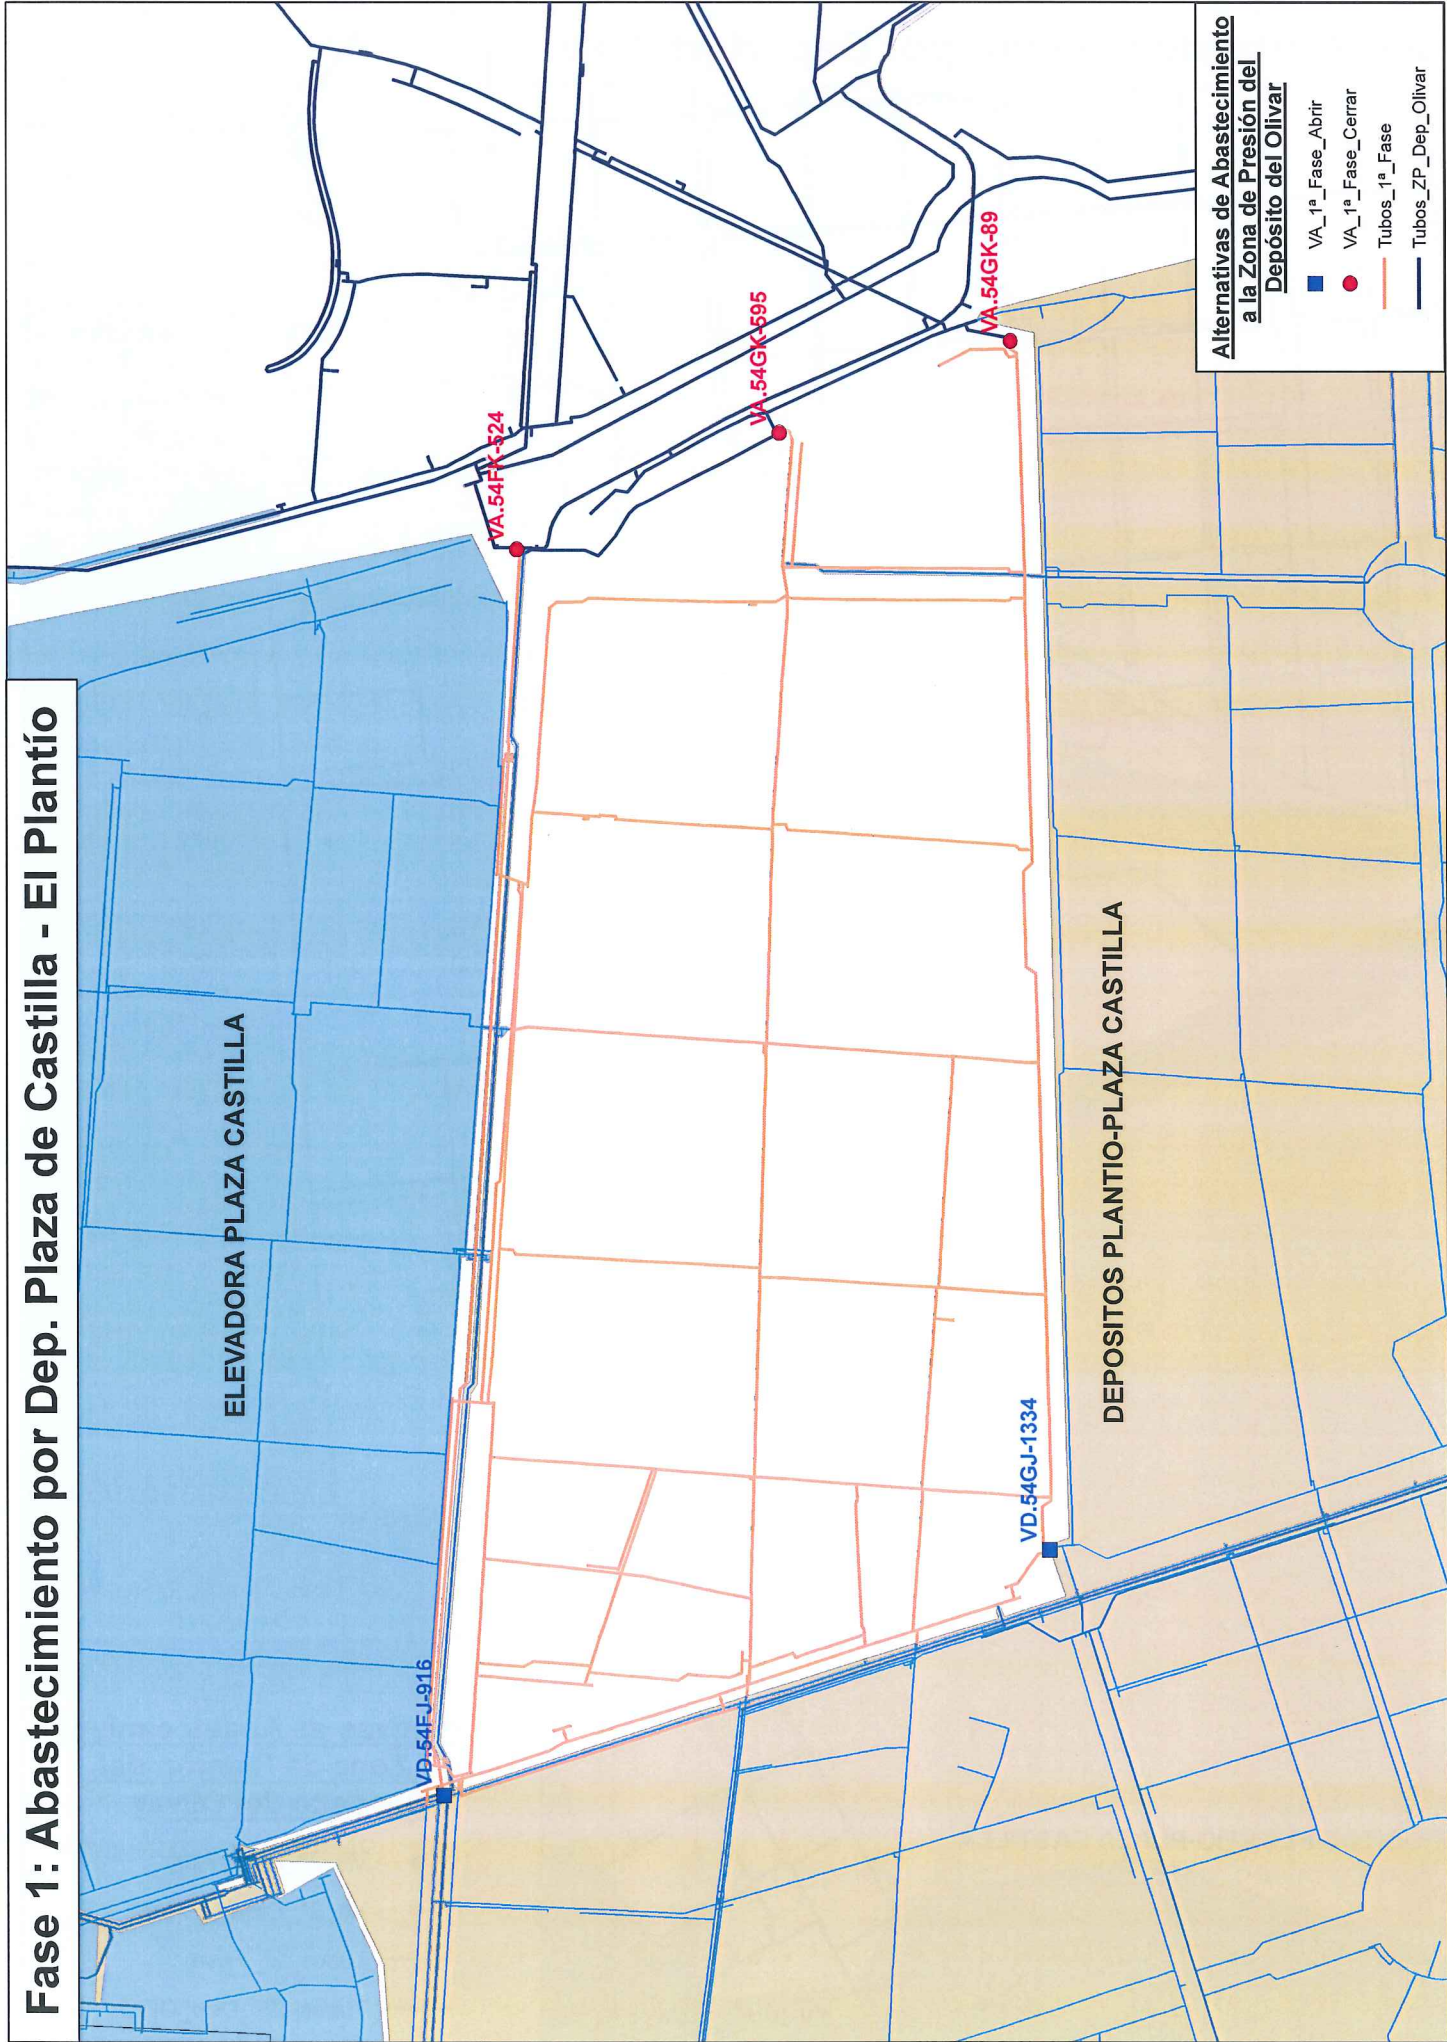 Fase 1: Abastecimiento por Dep. Plaza de Castilla - El Plantío
ELEVADORA PLAZA CASTILLA
DEPOSITOS PLANTIO-PLAZA CASTILLA
VD.54FJ-916
VD.54GJ-1334
VA.54FK-524
VA.54GK-595
VA.54GK-89
Alternativas de Abastecimiento
a la Zona de Presión del
Depósito del Olivar
VA_1ª_Fase_Abrir
VA_1ª_Fase_Cerrar
Tubos_1ª_Fase
Tubos_ZP_Dep_Olivar